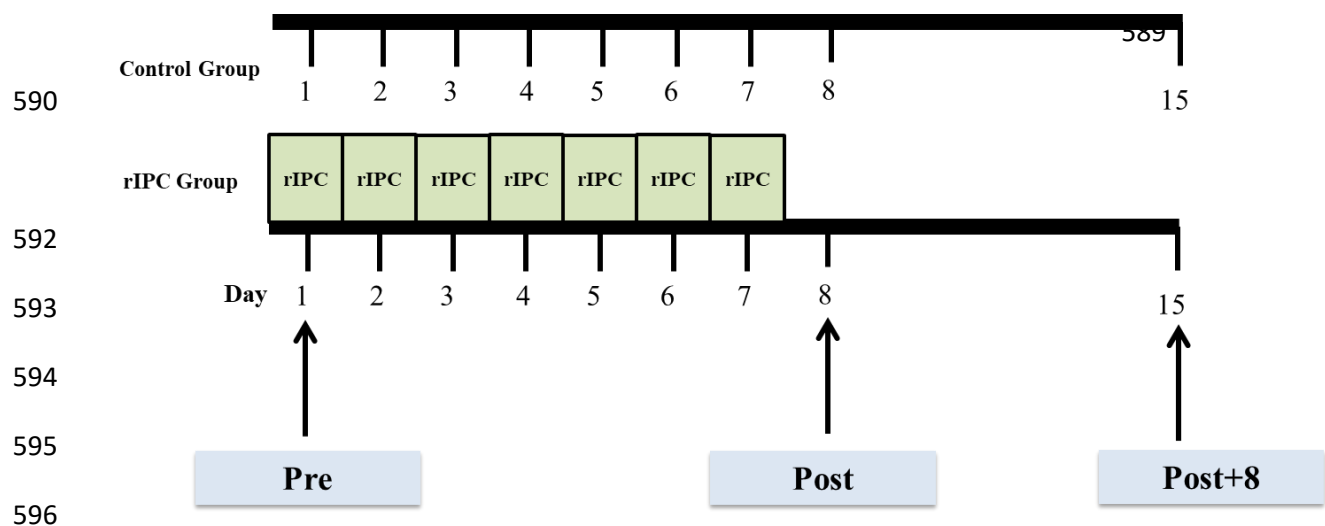 589
Control Group
1 2 3 4 5 6 7 8 15
590
rIPC Group rIPC rIPC rIPC rIPC rIPC rIPC rIPC
592
Day 1 2 3 4 5 6 7 8 15
593
594
595
Pre Post Post+8
596